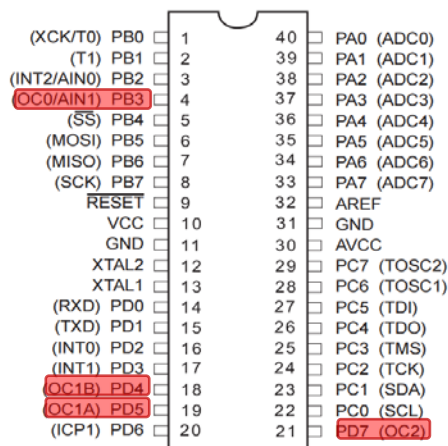 (XCK/T0) PB0 1 40 PA0 (ADC0)
(T1) PB1 2 39 PA1 (ADC1)
(INT2/AIN0) PB2 3 38 PA2 (ADC2)
(OC0/AIN1) PB3 4 37 PA3 (ADC3)
(SS) PB4 5 36 PA4 (ADC4)
(MOSI) PB5 6 35 PA5 (ADC5)
(MISO) PB6 7 34 PA6 (ADC6)
(SCK) PB7 8 33 PA7 (ADC7)
RESET 9 32 AREF
VCC 10 31 GND
GND 11 30 AVCC
XTAL2 12 29 PC7 (TOSC2)
XTAL1 13 28 PC6 (TOSC1)
(RXD) PD0 14 27 PC5 (TDI)
(TXD) PD1 15 26 PC4 (TDO)
(INT0) PD2 16 25 PC3 (TMS)
(INT1) PD3 17 24 PC2 (TCK)
(OC1B) PD4 18 23 PC1 (SDA)
(OC1A) PD5 19 22 PC0 (SCL)
(ICP1) PD6 20 21 PD7 (OC2)